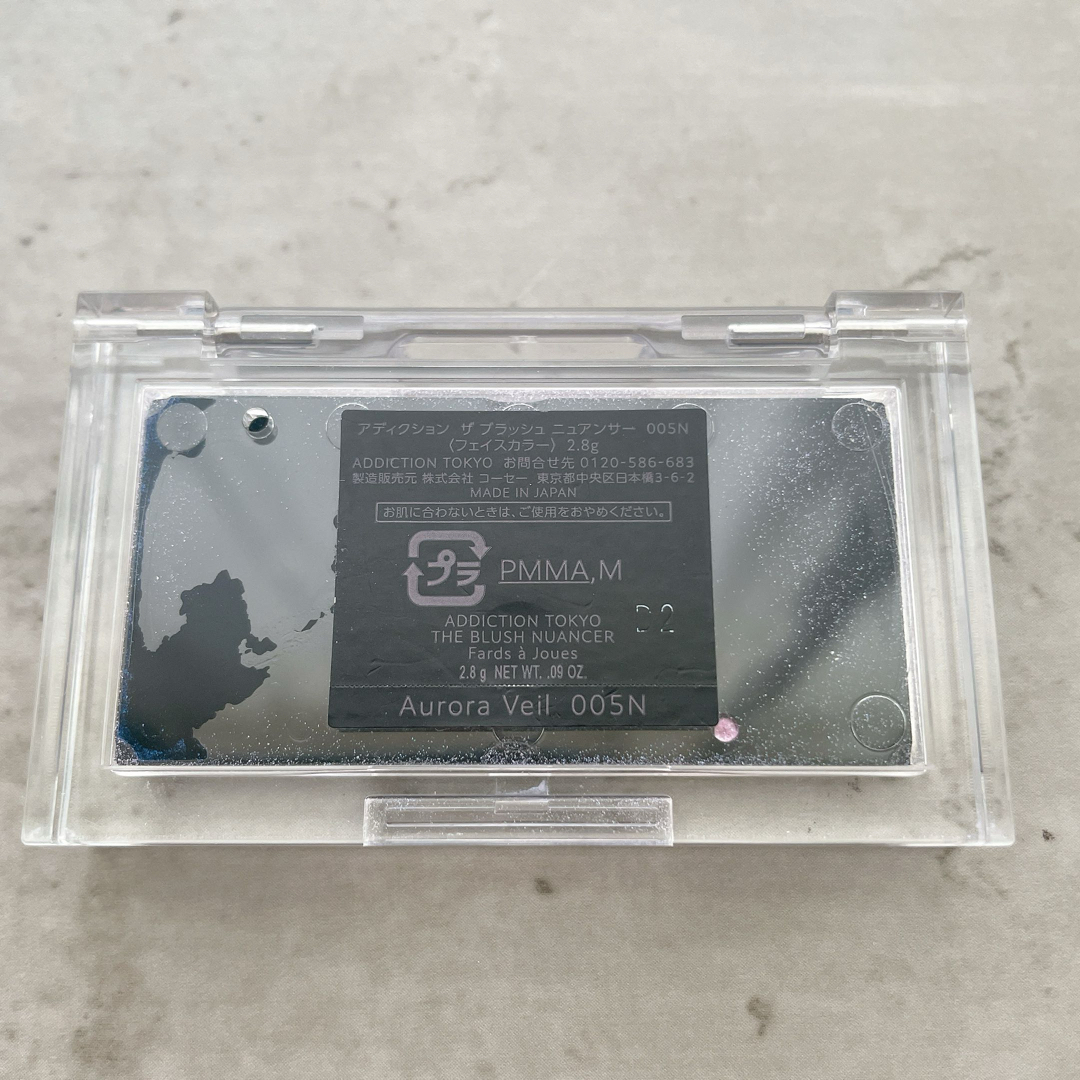 アディクション ザ ブラッシュ ニュアンサー 005N
〈フェイスカラー〉 2.8g
ADDICTION TOKYO お問合せ先 0120-586-683
製造販売元 株式会社 コーセー 東京都中央区日本橋3-6-2
MADE IN JAPAN
お肌に合わないときは、ご使用をおやめください。
プラ PMMA,M
ADDICTION TOKYO
THE BLUSH NUANCER
Fards à Joues
2.8 g NET WT. .09 OZ.
D2
Aurora Veil 005N